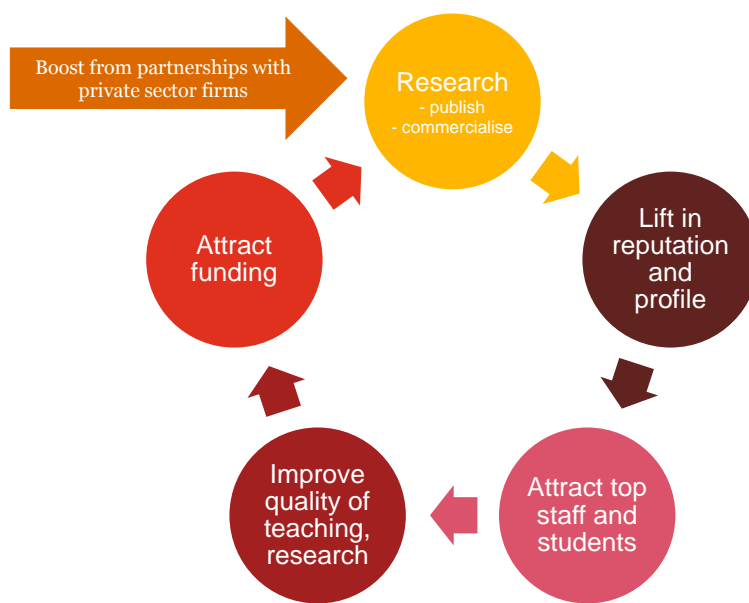 Boost from partnerships with
private sector firms
Research
- publish
- commercialise
Lift in
reputation
and
profile
Attract top
staff and
students
Improve
quality of
teaching,
research
Attract
funding